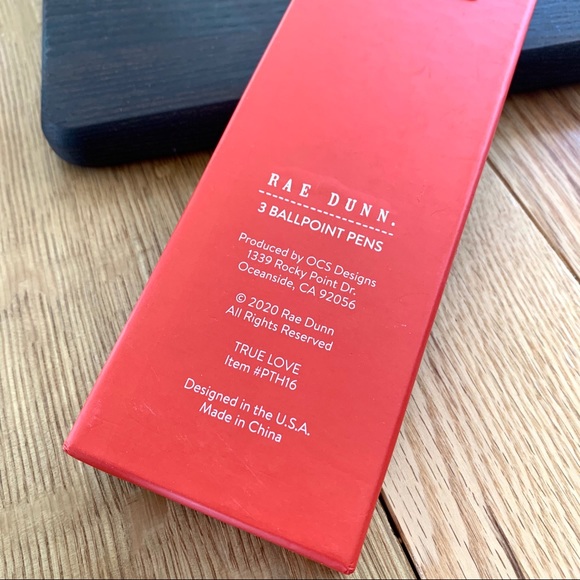 RAE DUNN.
3 BALLPOINT PENS
Produced by OCS Designs
1339 Rocky Point Dr.
Oceanside, CA 92056
© 2020 Rae Dunn
All Rights Reserved
TRUE LOVE
Item #PTH16
Designed in the U.S.A.
Made in China